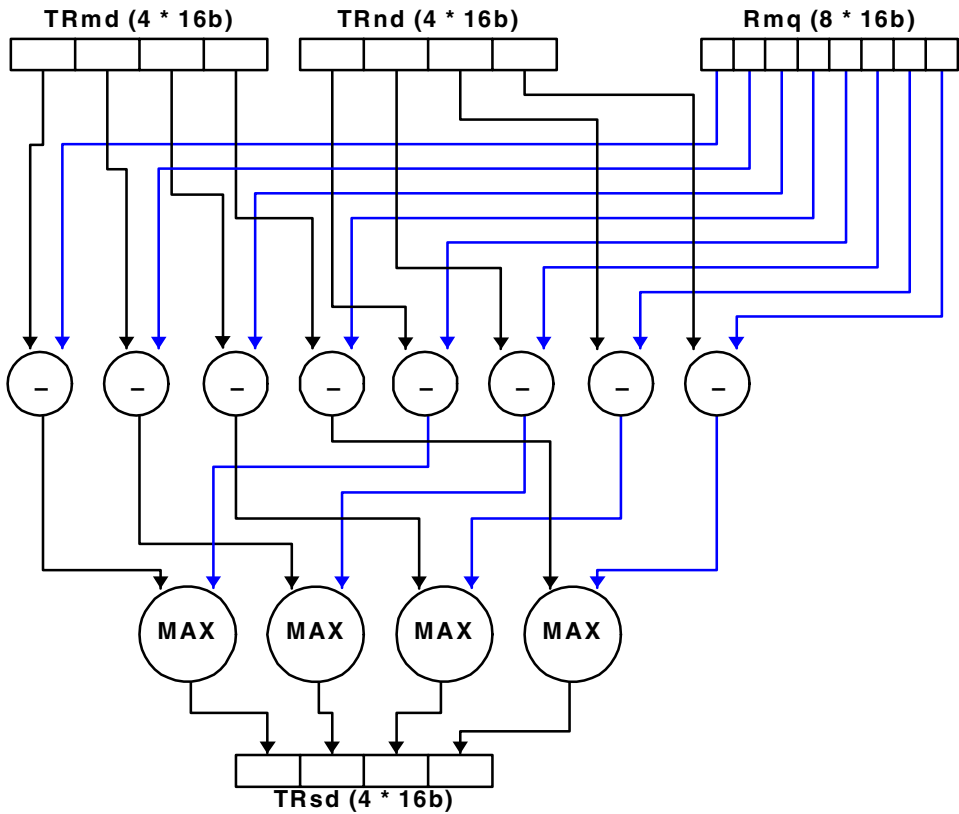 TRmd (4 * 16b) TRnd (4 * 16b) Rmq (8 * 16b)
– – – – – – – –
MAX MAX MAX MAX
TRsd (4 * 16b)